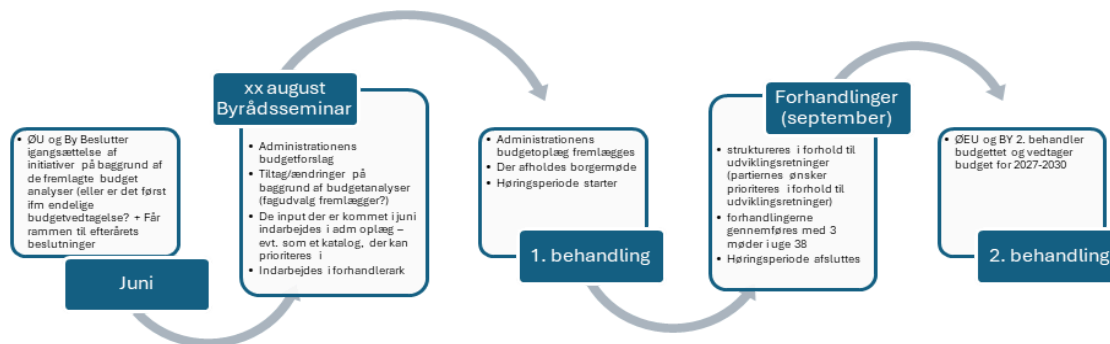 • ØU og By Beslutter
igangsættelse af
initiativer på baggrund af
de fremlagte budget
analyser (eller er det først
ifm endelige
budgetvedtagelse? + Får
rammen til efterårets
beslutninger
Juni
xx august
Byrådsseminar
• Administrationens
budgetforslag
• Tiltag/ændringer på
baggrund af budgetanalyser
(fagudvalg fremlægger?)
• De input der er kommet i juni
indarbejdes i adm oplæg –
evt. som et katalog, der kan
prioriteres i
• Indarbejdes i forhandlerark
• Administrationens
budgetoplæg fremlægges
• Der afholdes borgermøde
• Høringsperiode starter
1. behandling
Forhandlinger
(september)
• struktureres i forhold til
udviklingsretninger
(partiernes ønsker
prioriteres i forhold til
udviklingsretninger)
• forhandlingerne
gennemføres med 3
møder i uge 38
• Høringsperiode afsluttes
• ØEU og BY 2. behandler
budgettet og vedtager
budget for 2027-2030
2. behandling